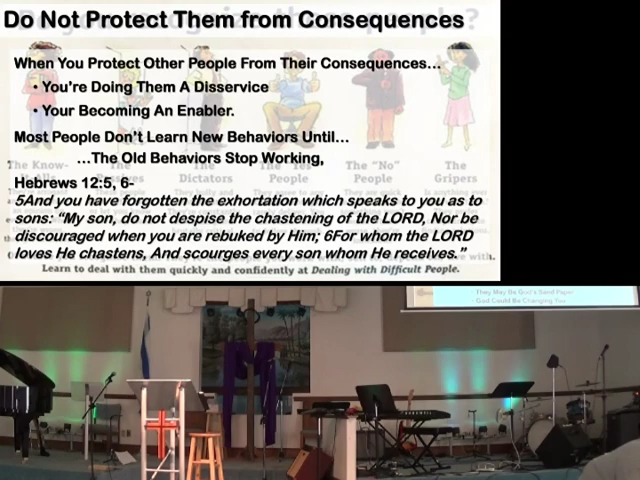 Do Not Protect Them from Consequences
When You Protect Other People From Their Consequences...
• You're Doing Them A Disservice
• Your Becoming An Enabler.
Most People Don't Learn New Behaviors Until...
...The Old Behaviors Stop Working,
The Know-
Dictators
People
The "No"
People
The
Gripers
Hebrews 12:5, 6-
5And you have forgotten the exhortation which speaks to you as to
sons: "My son, do not despise the chastening of the LORD, Nor be
discouraged when you are rebuked by Him; 6For whom the LORD
loves He chastens, And scourges every son whom He receives."
Learn to deal with them quickly and confidently at Dealing with Difficult People.
They May Be God's Sand Paper
- God Could Be Changing You